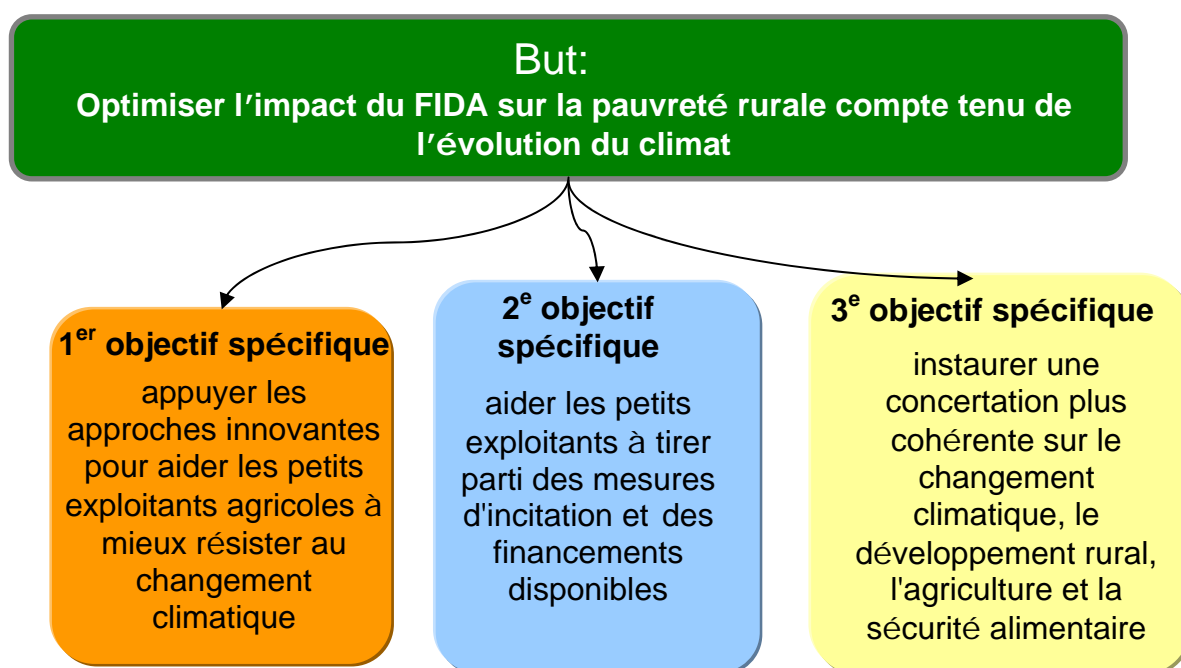 But:
Optimiser l'impact du FIDA sur la pauvreté rurale compte tenu de
l'évolution du climat
1er objectif spécifique
appuyer les
approches innovantes
pour aider les petits
exploitants agricoles à
mieux résister au
changement
climatique
2e objectif
spécifique
aider les petits
exploitants à tirer
parti des mesures
d'incitation et des
financements
disponibles
3e objectif spécifique
instaurer une
concertation plus
cohérente sur le
changement
climatique, le
développement rural,
l'agriculture et la
sécurité alimentaire